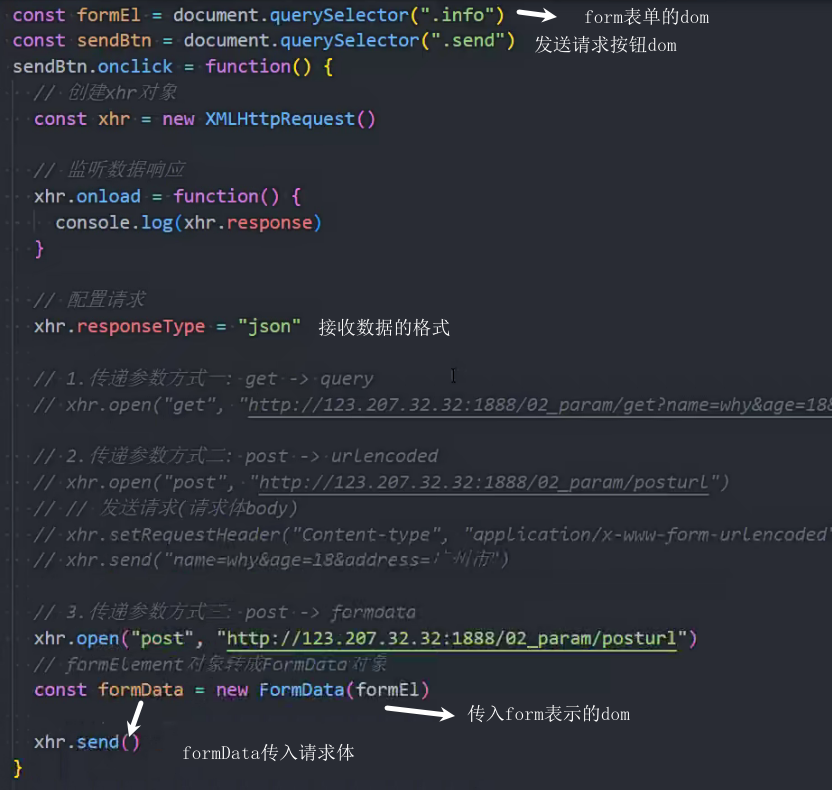 const formEl = document.querySelector(".info") form表单的dom
const sendBtn = document.querySelector(".send") 发送请求按钮dom
sendBtn.onclick = function() {
// 创建xhr对象
const xhr = new XMLHttpRequest()
// 监听数据响应
xhr.onload = function() {
console.log(xhr.response)
}
// 配置请求
xhr.responseType = "json" 接收数据的格式
// 1.传递参数方式一: get -> query
// xhr.open("get", "http://123.207.32.32:1888/02_param/get?name=why&age=18&
// 2.传递参数方式二: post -> urlencoded
// xhr.open("post", "http://123.207.32.32:1888/02_param/posturl")
// // 发送请求(请求体body)
// xhr.setRequestHeader("Content-type", "application/x-www-form-urlencoded"
// xhr.send("name=why&age=18&address=广州市")
// 3.传递参数方式三: post -> formdata
xhr.open("post", "http://123.207.32.32:1888/02_param/posturl")
// formElement对象转成FormData对象
const formData = new FormData(formEl)
传入form表示的dom
xhr.send()
formData传入请求体
}